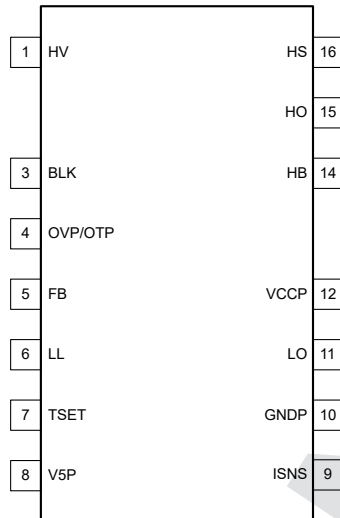 1 HV HS 16
HO 15
3 BLK HB 14
4 OVP/OTP
5 FB VCCP 12
6 LL LO 11
7 TSET GNDP 10
8 V5P ISNS 9